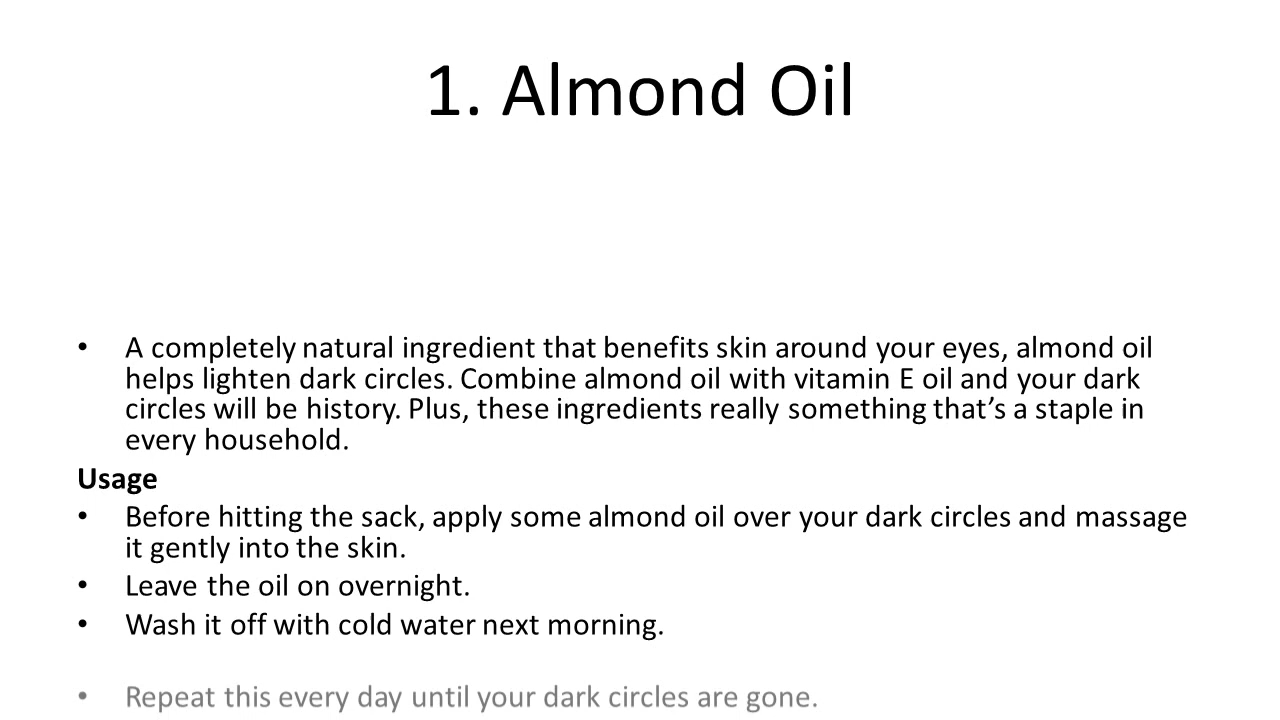 1. Almond Oil
• A completely natural ingredient that benefits skin around your eyes, almond oil
helps lighten dark circles. Combine almond oil with vitamin E oil and your dark
circles will be history. Plus, these ingredients really something that’s a staple in
every household.
Usage
• Before hitting the sack, apply some almond oil over your dark circles and massage
it gently into the skin.
• Leave the oil on overnight.
• Wash it off with cold water next morning.
• Repeat this every day until your dark circles are gone.